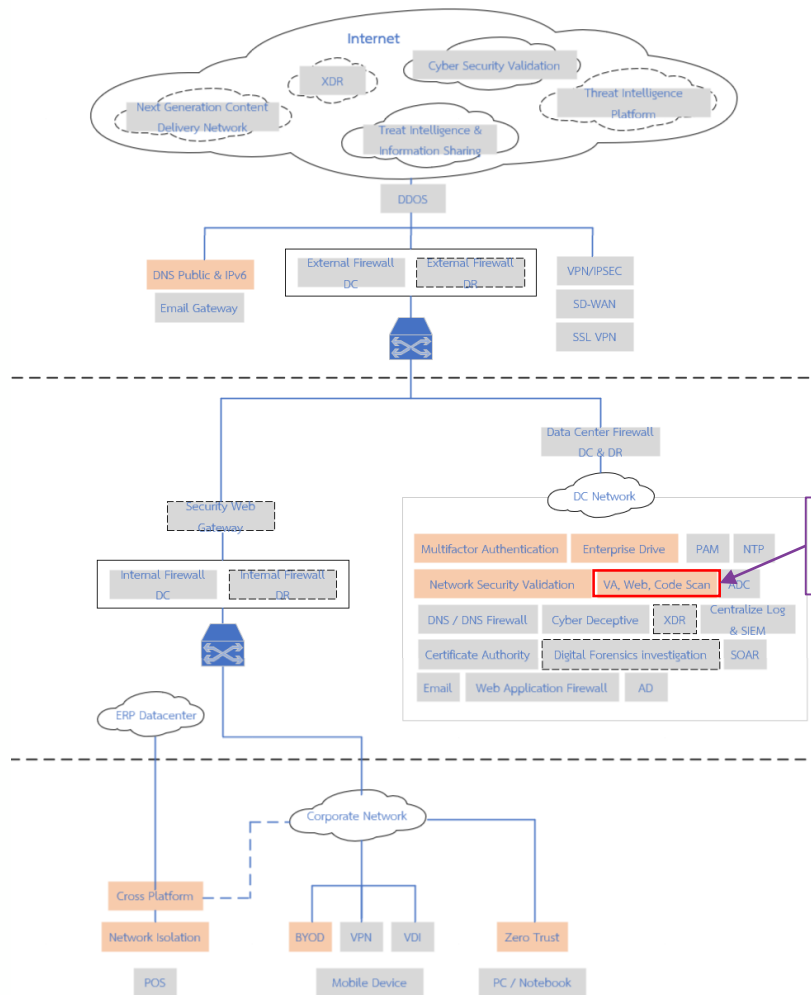 Internet
Cyber Security Validation
XDR
Threat Intelligence
Platform
Next Generation Content
Delivery Network
Treat Intelligence &
Information Sharing
DDOS
DNS Public & IPv6
Email Gateway
External Firewall
DC
External Firewall
DR
VPN/IPSEC
SD-WAN
SSL VPN
Data Center Firewall
DC & DR
DC Network
Security Web
Gateway
Internal Firewall
DC
Internal Firewall
DR
Multifactor Authentication
Enterprise Drive
PAM
NTP
Network Security Validation
VA, Web, Code Scan
ADC
DNS / DNS Firewall
Cyber Deceptive
XDR
Centralize Log
& SIEM
Certificate Authority
Digital Forensics Investigation
SOAR
Email
Web Application Firewall
AD
ERP Datacenter
Corporate Network
Cross Platform
Network Isolation
BYOD
VPN
VDI
Zero Trust
POS
Mobile Device
PC / Notebook